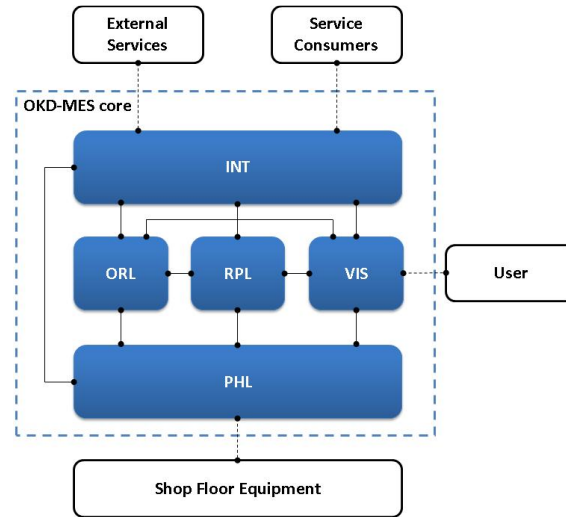 External
Services
Service
Consumers
OKD-MES core
INT
ORL
RPL
VIS
User
PHL
Shop Floor Equipment